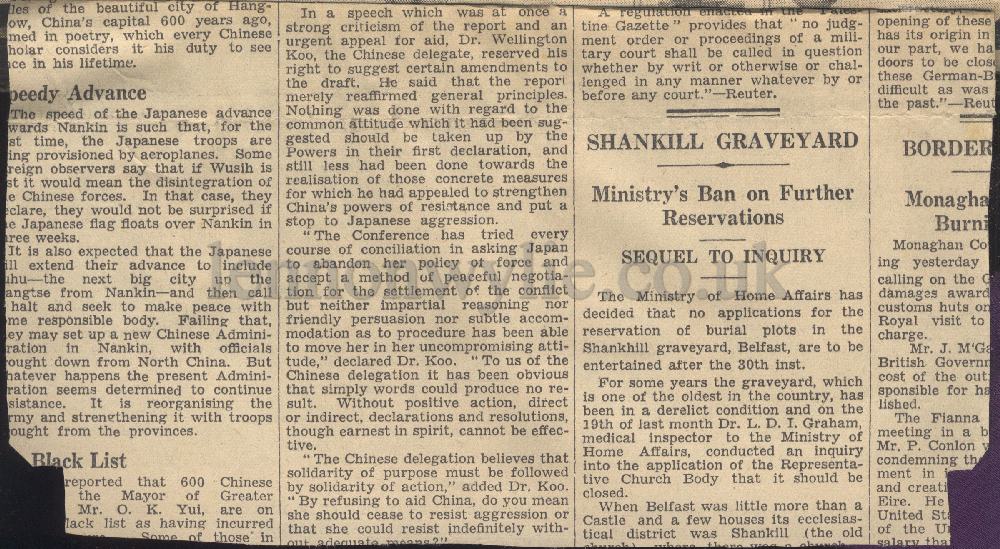 of the beautiful city of Hang-
ow, China's capital 600 years ago,
med in poetry, which every Chinese
holar considers it his duty to see
nce in his lifetime.
peedy Advance
The speed of the Japanese advance
wards Nankin is such that, for the
st time, the Japanese troops are
ing provisioned by aeroplanes. Some
reign observers say that if Wusih is
st it would mean the disintegration of
e Chinese forces. In that case, they
clare, they would not be surprised if
e Japanese flag floats over Nankin in
ree weeks.
It is also expected that the Japanese
ill extend their advance to include
hu—the next big city up the
angtse from Nankin—and then call
halt and seek to make peace with
me responsible body. Failing that,
ey may set up a new Chinese Admini-
ration in Nankin, with officials
ought down from North China. But
hatever happens the present Admini-
ration seems determined to continue
sistance. It is reorganising the
rmy and strengthening it with troops
ought from the provinces.
Black List
reported that 600 Chinese
the Mayor of Greater
Mr. O. K. Yui, are on
lack list as having incurred
Some of those in
In a speech which was at once a
strong criticism of the report and an
urgent appeal for aid, Dr. Wellington
Koo, the Chinese delegate, reserved his
right to suggest certain amendments to
the draft. He said that the report
merely reaffirmed general principles.
Nothing was done with regard to the
common attitude which it had been sug-
gested should be taken up by the
Powers in their first declaration, and
still less had been done towards the
realisation of those concrete measures
for which he had appealed to strengthen
China's powers of resistance and put a
stop to Japanese aggression.
"The Conference has tried every
course of conciliation in asking Japan
to abandon her policy of force and
accept a method of peaceful negotia-
tion for the settlement of the conflict
but neither impartial reasoning nor
friendly persuasion nor subtle accom-
modation as to procedure has been able
to move her in her uncompromising atti-
tude," declared Dr. Koo. "To us of the
Chinese delegation it has been obvious
that simply words could produce no re-
sult. Without positive action, direct
or indirect, declarations and resolutions,
though earnest in spirit, cannot be effec-
tive.
"The Chinese delegation believes that
solidarity of purpose must be followed
by solidarity of action," added Dr. Koo.
"By refusing to aid China, do you mean
she should cease to resist aggression or
that she could resist indefinitely with-
out adequate means?"
A regulation
tine Gazette" provides that "no judg-
ment order or proceedings of a mili-
tary court shall be called in question
whether by writ or otherwise or chal-
lenged in any manner whatever by or
before any court."—Reuter.
SHANKILL GRAVEYARD
Ministry's Ban on Further
Reservations
SEQUEL TO INQUIRY
The Ministry of Home Affairs has
decided that no applications for the
reservation of burial plots in the
Shankhill graveyard, Belfast, are to be
entertained after the 30th inst.
For some years the graveyard, which
is one of the oldest in the country, has
been in a derelict condition and on the
19th of last month Dr. L. D. I. Graham,
medical inspector to the Ministry of
Home Affairs, conducted an inquiry
into the application of the Representa-
tive Church Body that it should be
closed.
When Belfast was little more than a
Castle and a few houses its ecclesias-
tical district was Shankill (the old
opening of these
has its origin in
our part, we ha
doors to be clos
these German-B
difficult as was
the past."—Reut
BORDER
Monagha
Burni
Monaghan Co
ing yesterday
calling on the
damages award
customs huts on
Royal visit to
charge.
Mr. J. M'Ga
British Governm
cost of the out
sponsible for ha
lished.
The Fianna
meeting in a b
Mr. P. Conlon
condemning th
ment in
and creati
Eire. He
United Sta
of the Un
salary tha